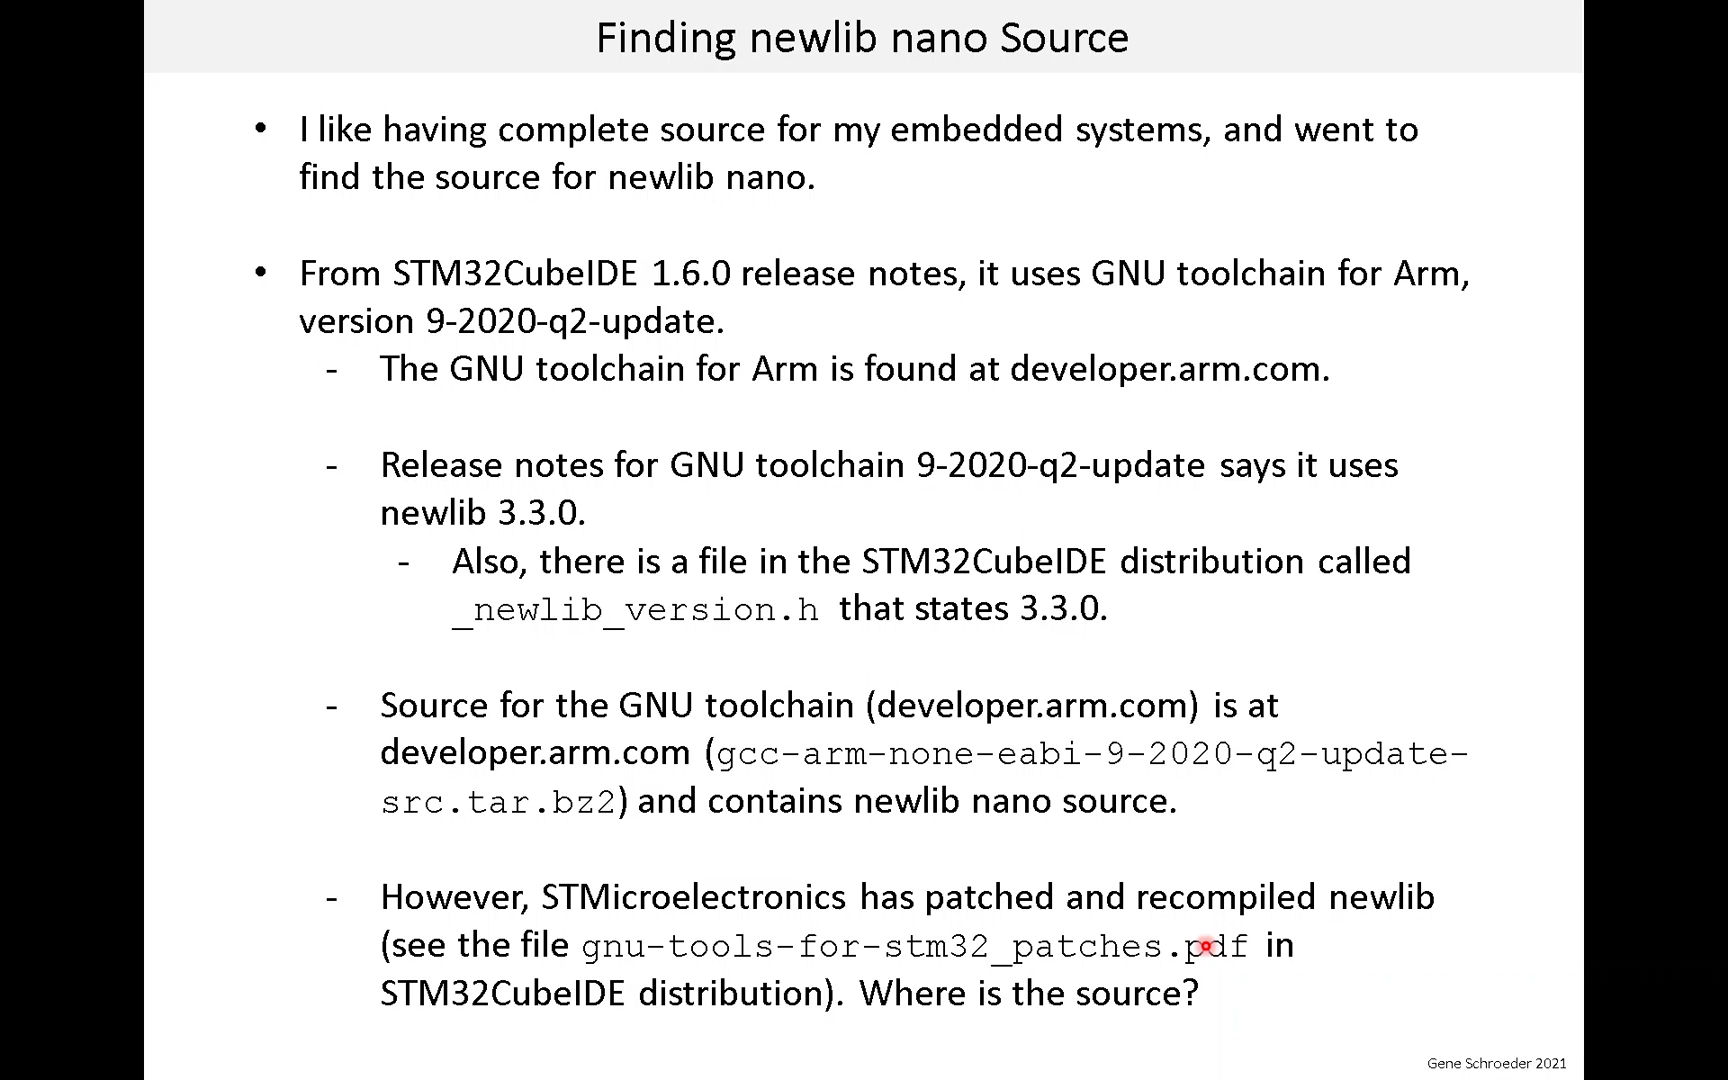 Finding newlib nano Source
• I like having complete source for my embedded systems, and went to
find the source for newlib nano.
• From STM32CubeIDE 1.6.0 release notes, it uses GNU toolchain for Arm,
version 9-2020-q2-update.
- The GNU toolchain for Arm is found at developer.arm.com.
- Release notes for GNU toolchain 9-2020-q2-update says it uses
newlib 3.3.0.
- Also, there is a file in the STM32CubeIDE distribution called
_newlib_version.h that states 3.3.0.
- Source for the GNU toolchain (developer.arm.com) is at
developer.arm.com (gcc-arm-none-eabi-9-2020-q2-update-
src.tar.bz2) and contains newlib nano source.
- However, STMicroelectronics has patched and recompiled newlib
(see the file gnu-tools-for-stm32_patches.pdf in
STM32CubeIDE distribution). Where is the source?
Gene Schroeder 2021